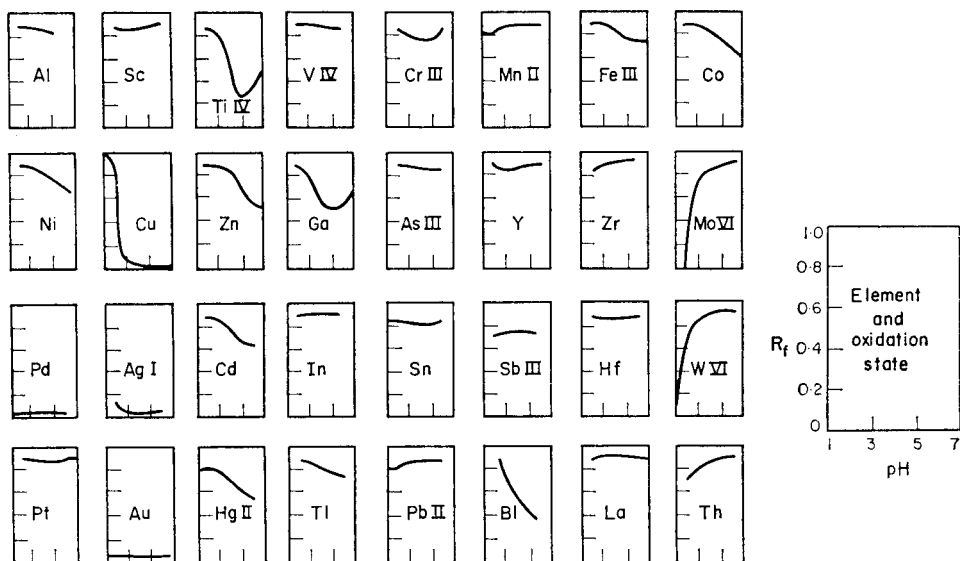 Al Sc Ti IV V IV Cr III Mn II Fe III Co
Ni Cu Zn Ga As III Y Zr Mo VI
Pd Ag I Cd In Sn Sb III Hf W VI
Pt Au Hg II Tl Pb II Bl La Th
1·0
0·8
0·6
Rf 0·4
0·2
0
Element
and
oxidation
state
1 3 5 7
pH